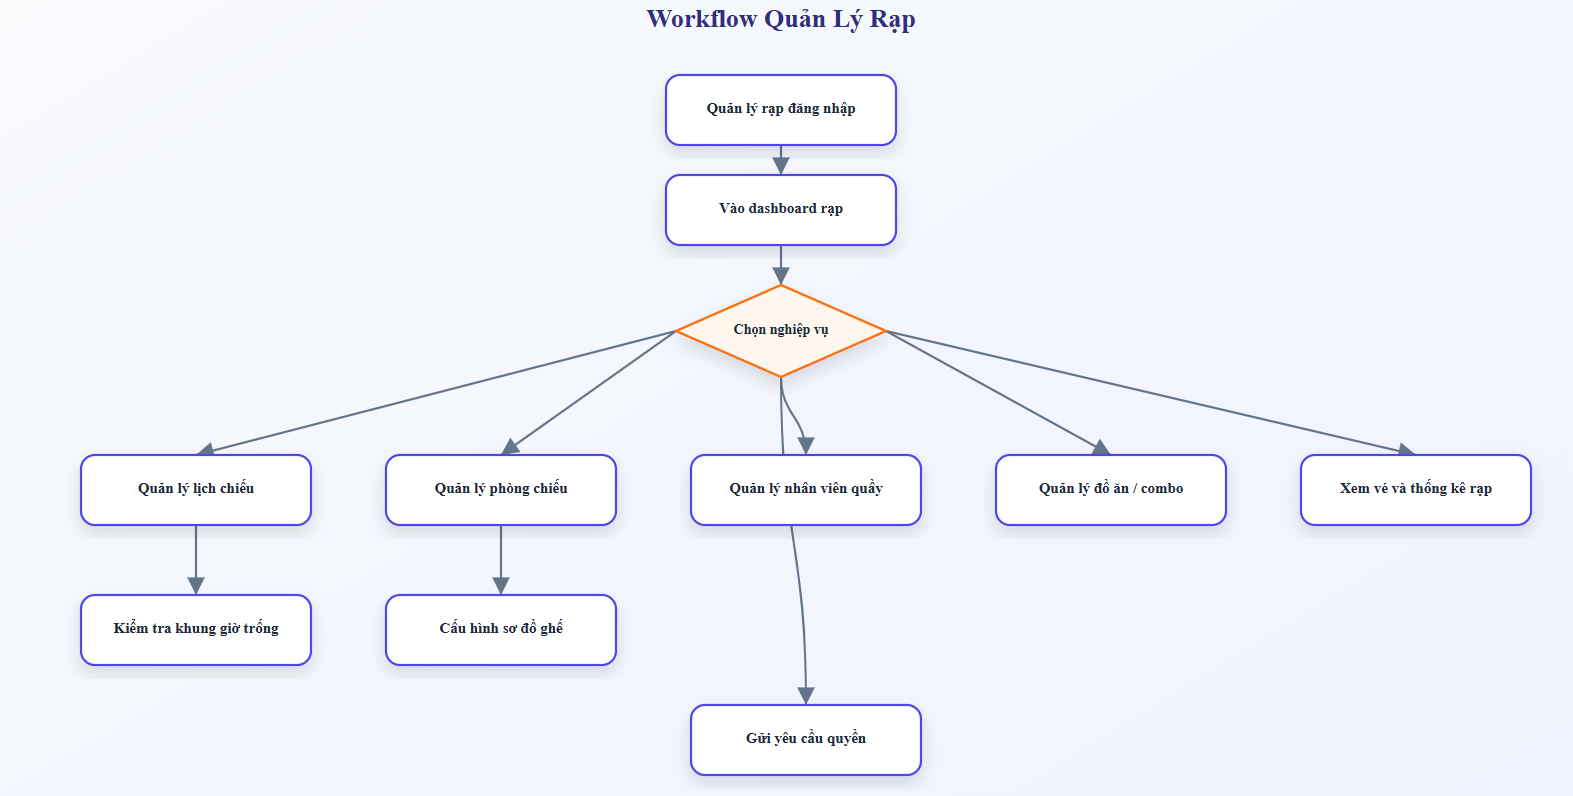 Workflow Quản Lý Rạp
Quản lý rạp đăng nhập
Vào dashboard rạp
Chọn nghiệp vụ
Quản lý lịch chiếu
Quản lý phòng chiếu
Quản lý nhân viên quầy
Quản lý đồ ăn / combo
Xem vé và thống kê rạp
Kiểm tra khung giờ trống
Cấu hình sơ đồ ghế
Gửi yêu cầu quyền